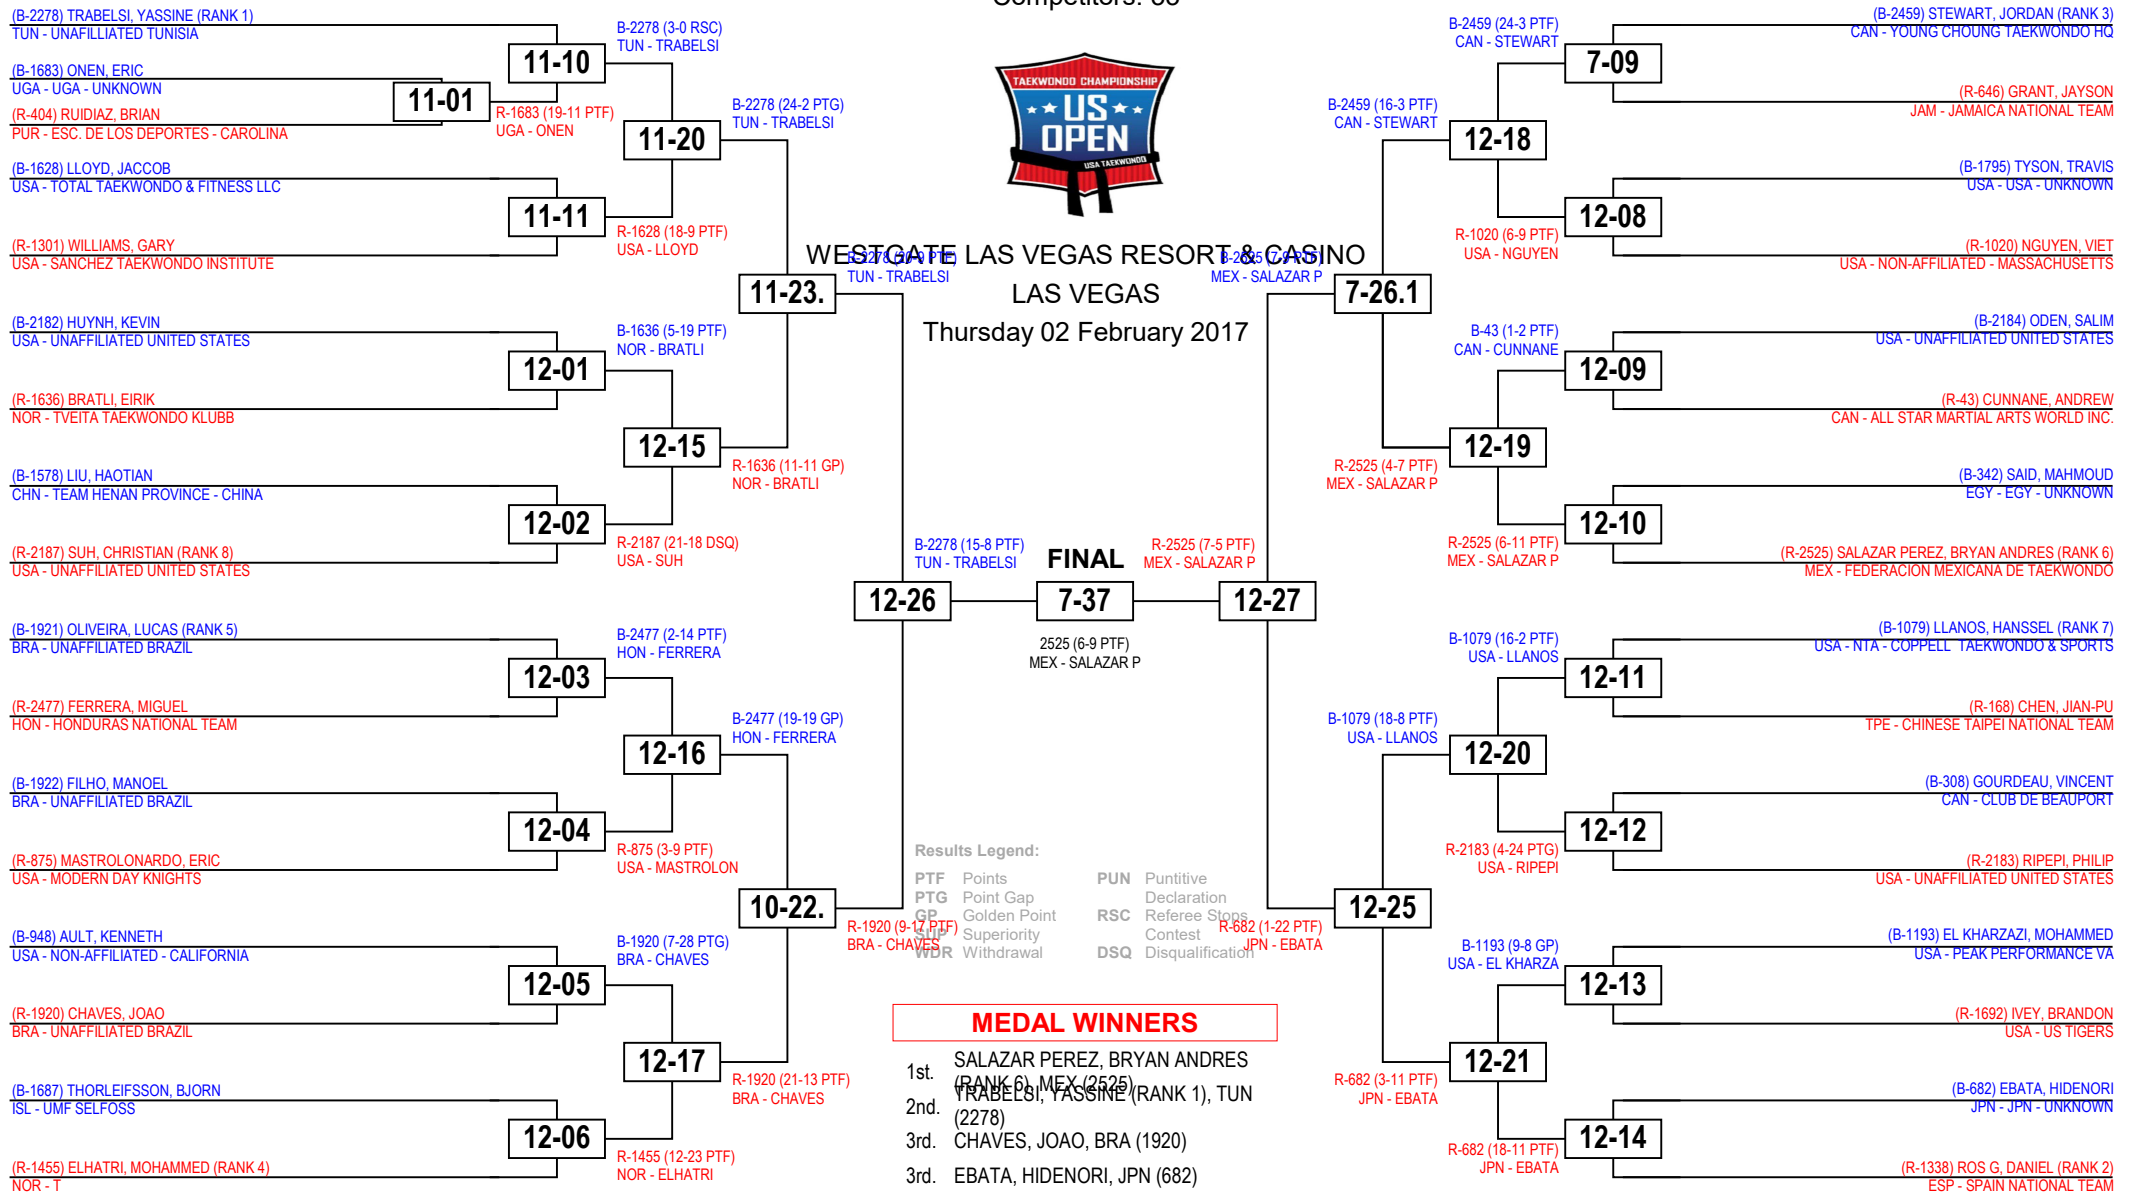 (B-2278) TRABELSI, YASSINE (RANK 1)
TUN - UNAFILLIATED TUNISIA
(B-1683) ONEN, ERIC
UGA - UGA - UNKNOWN
(R-404) RUIDIAZ, BRIAN
PUR - ESC. DE LOS DEPORTES - CAROLINA
(B-1628) LLOYD, JACCOB
USA - TOTAL TAEKWONDO & FITNESS LLC
(R-1301) WILLIAMS, GARY
USA - SANCHEZ TAEKWONDO INSTITUTE
(B-2182) HUYNH, KEVIN
USA - UNAFFILIATED UNITED STATES
(R-1636) BRATLI, EIRIK
NOR - TVEITA TAEKWONDO KLUBB
(B-1578) LIU, HAOTIAN
CHN - TEAM HENAN PROVINCE - CHINA
(R-2187) SUH, CHRISTIAN (RANK 8)
USA - UNAFFILIATED UNITED STATES
(B-1921) OLIVEIRA, LUCAS (RANK 5)
BRA - UNAFFILIATED BRAZIL
(R-2477) FERRERA, MIGUEL
HON - HONDURAS NATIONAL TEAM
(B-1922) FILHO, MANOEL
BRA - UNAFFILIATED BRAZIL
(R-875) MASTROLONARDO, ERIC
USA - MODERN DAY KNIGHTS
(B-948) AULT, KENNETH
USA - NON-AFFILIATED - CALIFORNIA
(R-1920) CHAVES, JOAO
BRA - UNAFFILIATED BRAZIL
(B-1687) THORLEIFSSON, BJORN
ISL - UMF SELFOSS
(R-1455) ELHATRI, MOHAMMED (RANK 4)
NOR - T
11-01
R-1683 (19-11 PTF)
UGA - ONEN
11-10
11-11
12-01
12-02
12-03
12-04
12-05
12-06
B-2278 (3-0 RSC)
TUN - TRABELSI
11-20
R-1628 (18-9 PTF)
USA - LLOYD
B-1636 (5-19 PTF)
NOR - BRATLI
12-15
R-2187 (21-18 DSQ)
USA - SUH
B-2477 (2-14 PTF)
HON - FERRERA
12-16
R-875 (3-9 PTF)
USA - MASTROLON
B-1920 (7-28 PTG)
BRA - CHAVES
12-17
R-1455 (12-23 PTF)
NOR - ELHATRI
B-2278 (24-2 PTG)
TUN - TRABELSI
11-23.
R-1636 (11-11 GP)
NOR - BRATLI
B-2477 (19-19 GP)
HON - FERRERA
10-22.
R-1920 (21-13 PTF)
BRA - CHAVES
TUN - TRABELSI
12-26
R-1920 (9-17 PTF)
BRA - CHAVES
Competitors:
TAEKWONDO CHAMPIONSHIP
US
OPEN
USA TAEKWONDO
WESTGATE LAS VEGAS RESORT & CASINO
LAS VEGAS
Thursday 02 February 2017
B-2278 (15-8 PTF)
TUN - TRABELSI
FINAL
7-37
2525 (6-9 PTF)
MEX - SALAZAR P
R-2525 (7-5 PTF)
MEX - SALAZAR P
Results Legend:
PTF Points
PTG Point Gap
GP Golden Point
SUP Superiority
WDR Withdrawal
PUN Puntitive
Declaration
RSC Referee Stops
Contest
DSQ Disqualification
MEDAL WINNERS
1st. SALAZAR PEREZ, BRYAN ANDRES
(RANK 6), MEX (2525)
2nd. TRABELSI, YASSINE (RANK 1), TUN
(2278)
3rd. CHAVES, JOAO, BRA (1920)
3rd. EBATA, HIDENORI, JPN (682)
MEX - SALAZAR P
12-27
R-682 (1-22 PTF)
JPN - EBATA
B-2459 (16-3 PTF)
CAN - STEWART
7-26.1
R-2525 (4-7 PTF)
MEX - SALAZAR P
B-1079 (18-8 PTF)
USA - LLANOS
12-25
R-682 (3-11 PTF)
JPN - EBATA
B-2459 (24-3 PTF)
CAN - STEWART
12-18
R-1020 (6-9 PTF)
USA - NGUYEN
B-43 (1-2 PTF)
CAN - CUNNANE
12-19
R-2525 (6-11 PTF)
MEX - SALAZAR P
B-1079 (16-2 PTF)
USA - LLANOS
12-20
R-2183 (4-24 PTG)
USA - RIPEPI
B-1193 (9-8 GP)
USA - EL KHARZA
12-21
R-682 (18-11 PTF)
JPN - EBATA
7-09
12-08
12-09
12-10
12-11
12-12
12-13
12-14
(B-2459) STEWART, JORDAN (RANK 3)
CAN - YOUNG CHOUNG TAEKWONDO HQ
(R-646) GRANT, JAYSON
JAM - JAMAICA NATIONAL TEAM
(B-1795) TYSON, TRAVIS
USA - USA - UNKNOWN
(R-1020) NGUYEN, VIET
USA - NON-AFFILIATED - MASSACHUSETTS
(B-2184) ODEN, SALIM
USA - UNAFFILIATED UNITED STATES
(R-43) CUNNANE, ANDREW
CAN - ALL STAR MARTIAL ARTS WORLD INC.
(B-342) SAID, MAHMOUD
EGY - EGY - UNKNOWN
(R-2525) SALAZAR PEREZ, BRYAN ANDRES (RANK 6)
MEX - FEDERACION MEXICANA DE TAEKWONDO
(B-1079) LLANOS, HANSSEL (RANK 7)
USA - NTA - COPPELL TAEKWONDO & SPORTS
(R-168) CHEN, JIAN-PU
TPE - CHINESE TAIPEI NATIONAL TEAM
(B-308) GOURDEAU, VINCENT
CAN - CLUB DE BEAUPORT
(R-2183) RIPEPI, PHILIP
USA - UNAFFILIATED UNITED STATES
(B-1193) EL KHARZAZI, MOHAMMED
USA - PEAK PERFORMANCE VA
(R-1692) IVEY, BRANDON
USA - US TIGERS
(B-682) EBATA, HIDENORI
JPN - JPN - UNKNOWN
(R-1338) ROS G, DANIEL (RANK 2)
ESP - SPAIN NATIONAL TEAM